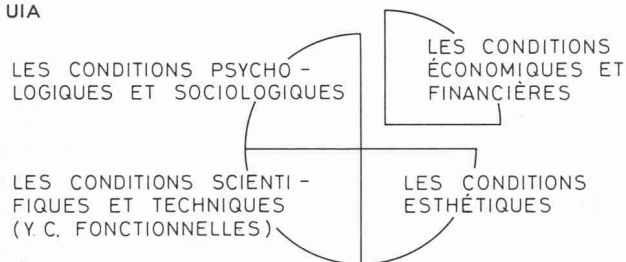 UIA
LES CONDITIONS PSYCHO-
LOGIQUES ET SOCIOLOGIQUES
LES CONDITIONS
ÉCONOMIQUES ET
FINANCIÈRES
LES CONDITIONS SCIENTI-
FIQUES ET TECHNIQUES
(Y. C. FONCTIONNELLES)
LES CONDITIONS
ESTHÉTIQUES